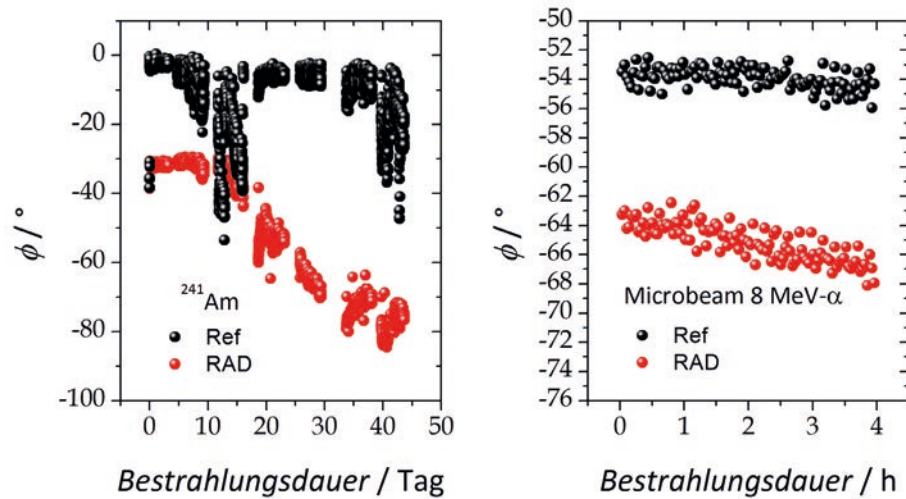 0
-20
-40
-60
-80
-100
ϕ / °
²⁴¹Am
Ref
RAD
0 10 20 30 40 50
Bestrahlungsdauer / Tag
-50
-52
-54
-56
-58
-60
-62
-64
-66
-68
-70
-72
-74
-76
ϕ / °
Microbeam 8 MeV-α
Ref
RAD
0 1 2 3 4
Bestrahlungsdauer / h